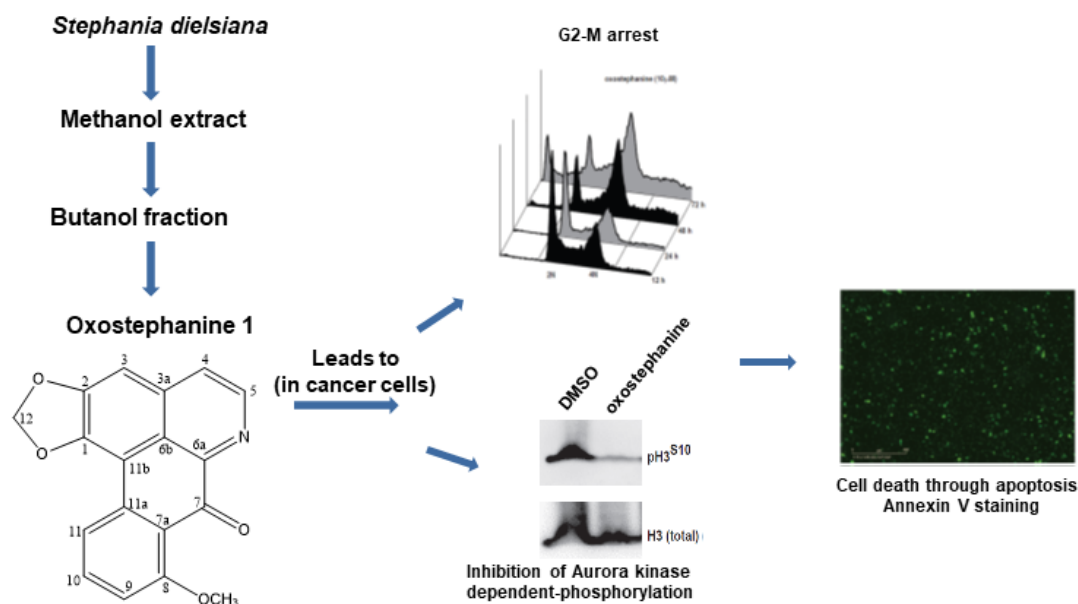 Stephania dielsiana
Methanol extract
Butanol fraction
Oxostephanine 1
3
4
3a
2
5
O
12
N
O
1
6b
6a
11b
11a
7
O
7a
11
10
9
8
OCH₃
Leads to
(in cancer cells)
G2-M arrest
oxostephanine (10μM)
72 h
48 h
24 h
12 h
2N
4N
DMSO
oxostephanine
pH3S10
H3 (total)
Inhibition of Aurora kinase
dependent-phosphorylation
Cell death through apoptosis
Annexin V staining